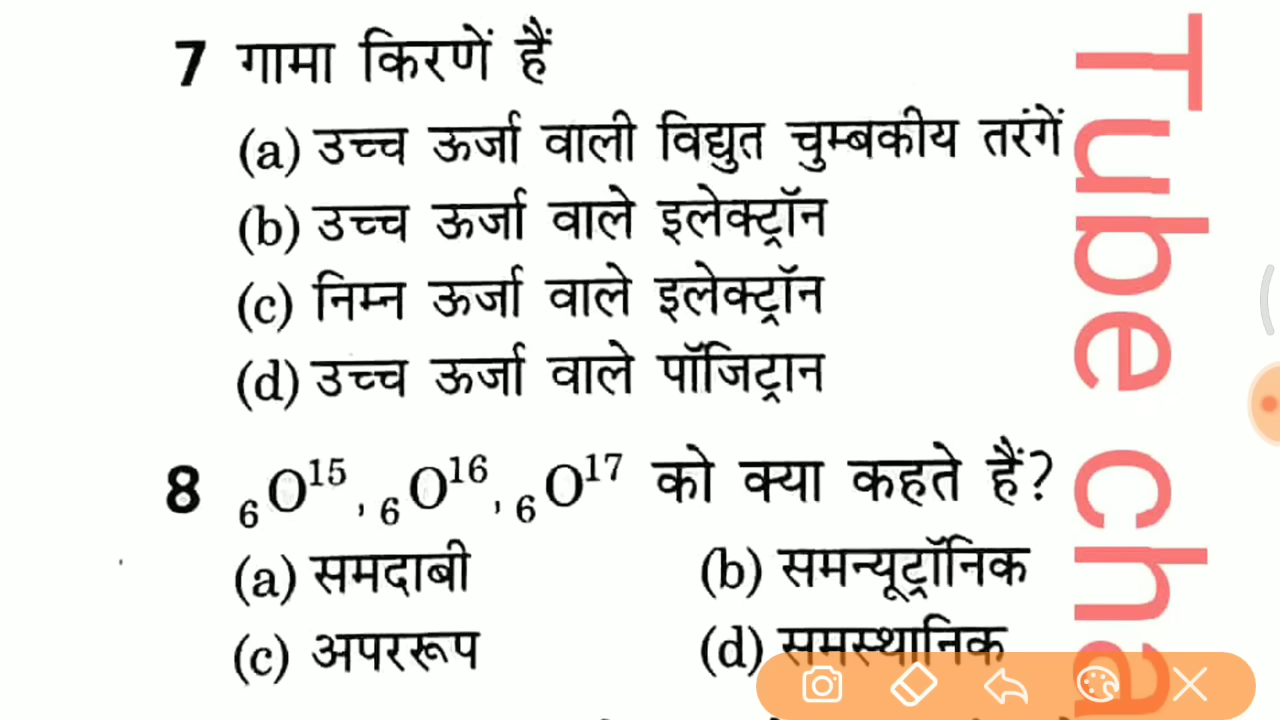 7 गामा किरणें हैं
(a) उच्च ऊर्जा वाली विद्युत चुम्बकीय तरंगें
(b) उच्च ऊर्जा वाले इलेक्ट्रॉन
(c) निम्न ऊर्जा वाले इलेक्ट्रॉन
(d) उच्च ऊर्जा वाले पॉजिट्रान
8 ₆O¹⁵, ₆O¹⁶, ₆O¹⁷ को क्या कहते हैं?
(a) समदाबी (b) समन्यूट्रॉनिक
(c) अपररूप (d) समस्थानिक
Tube cha